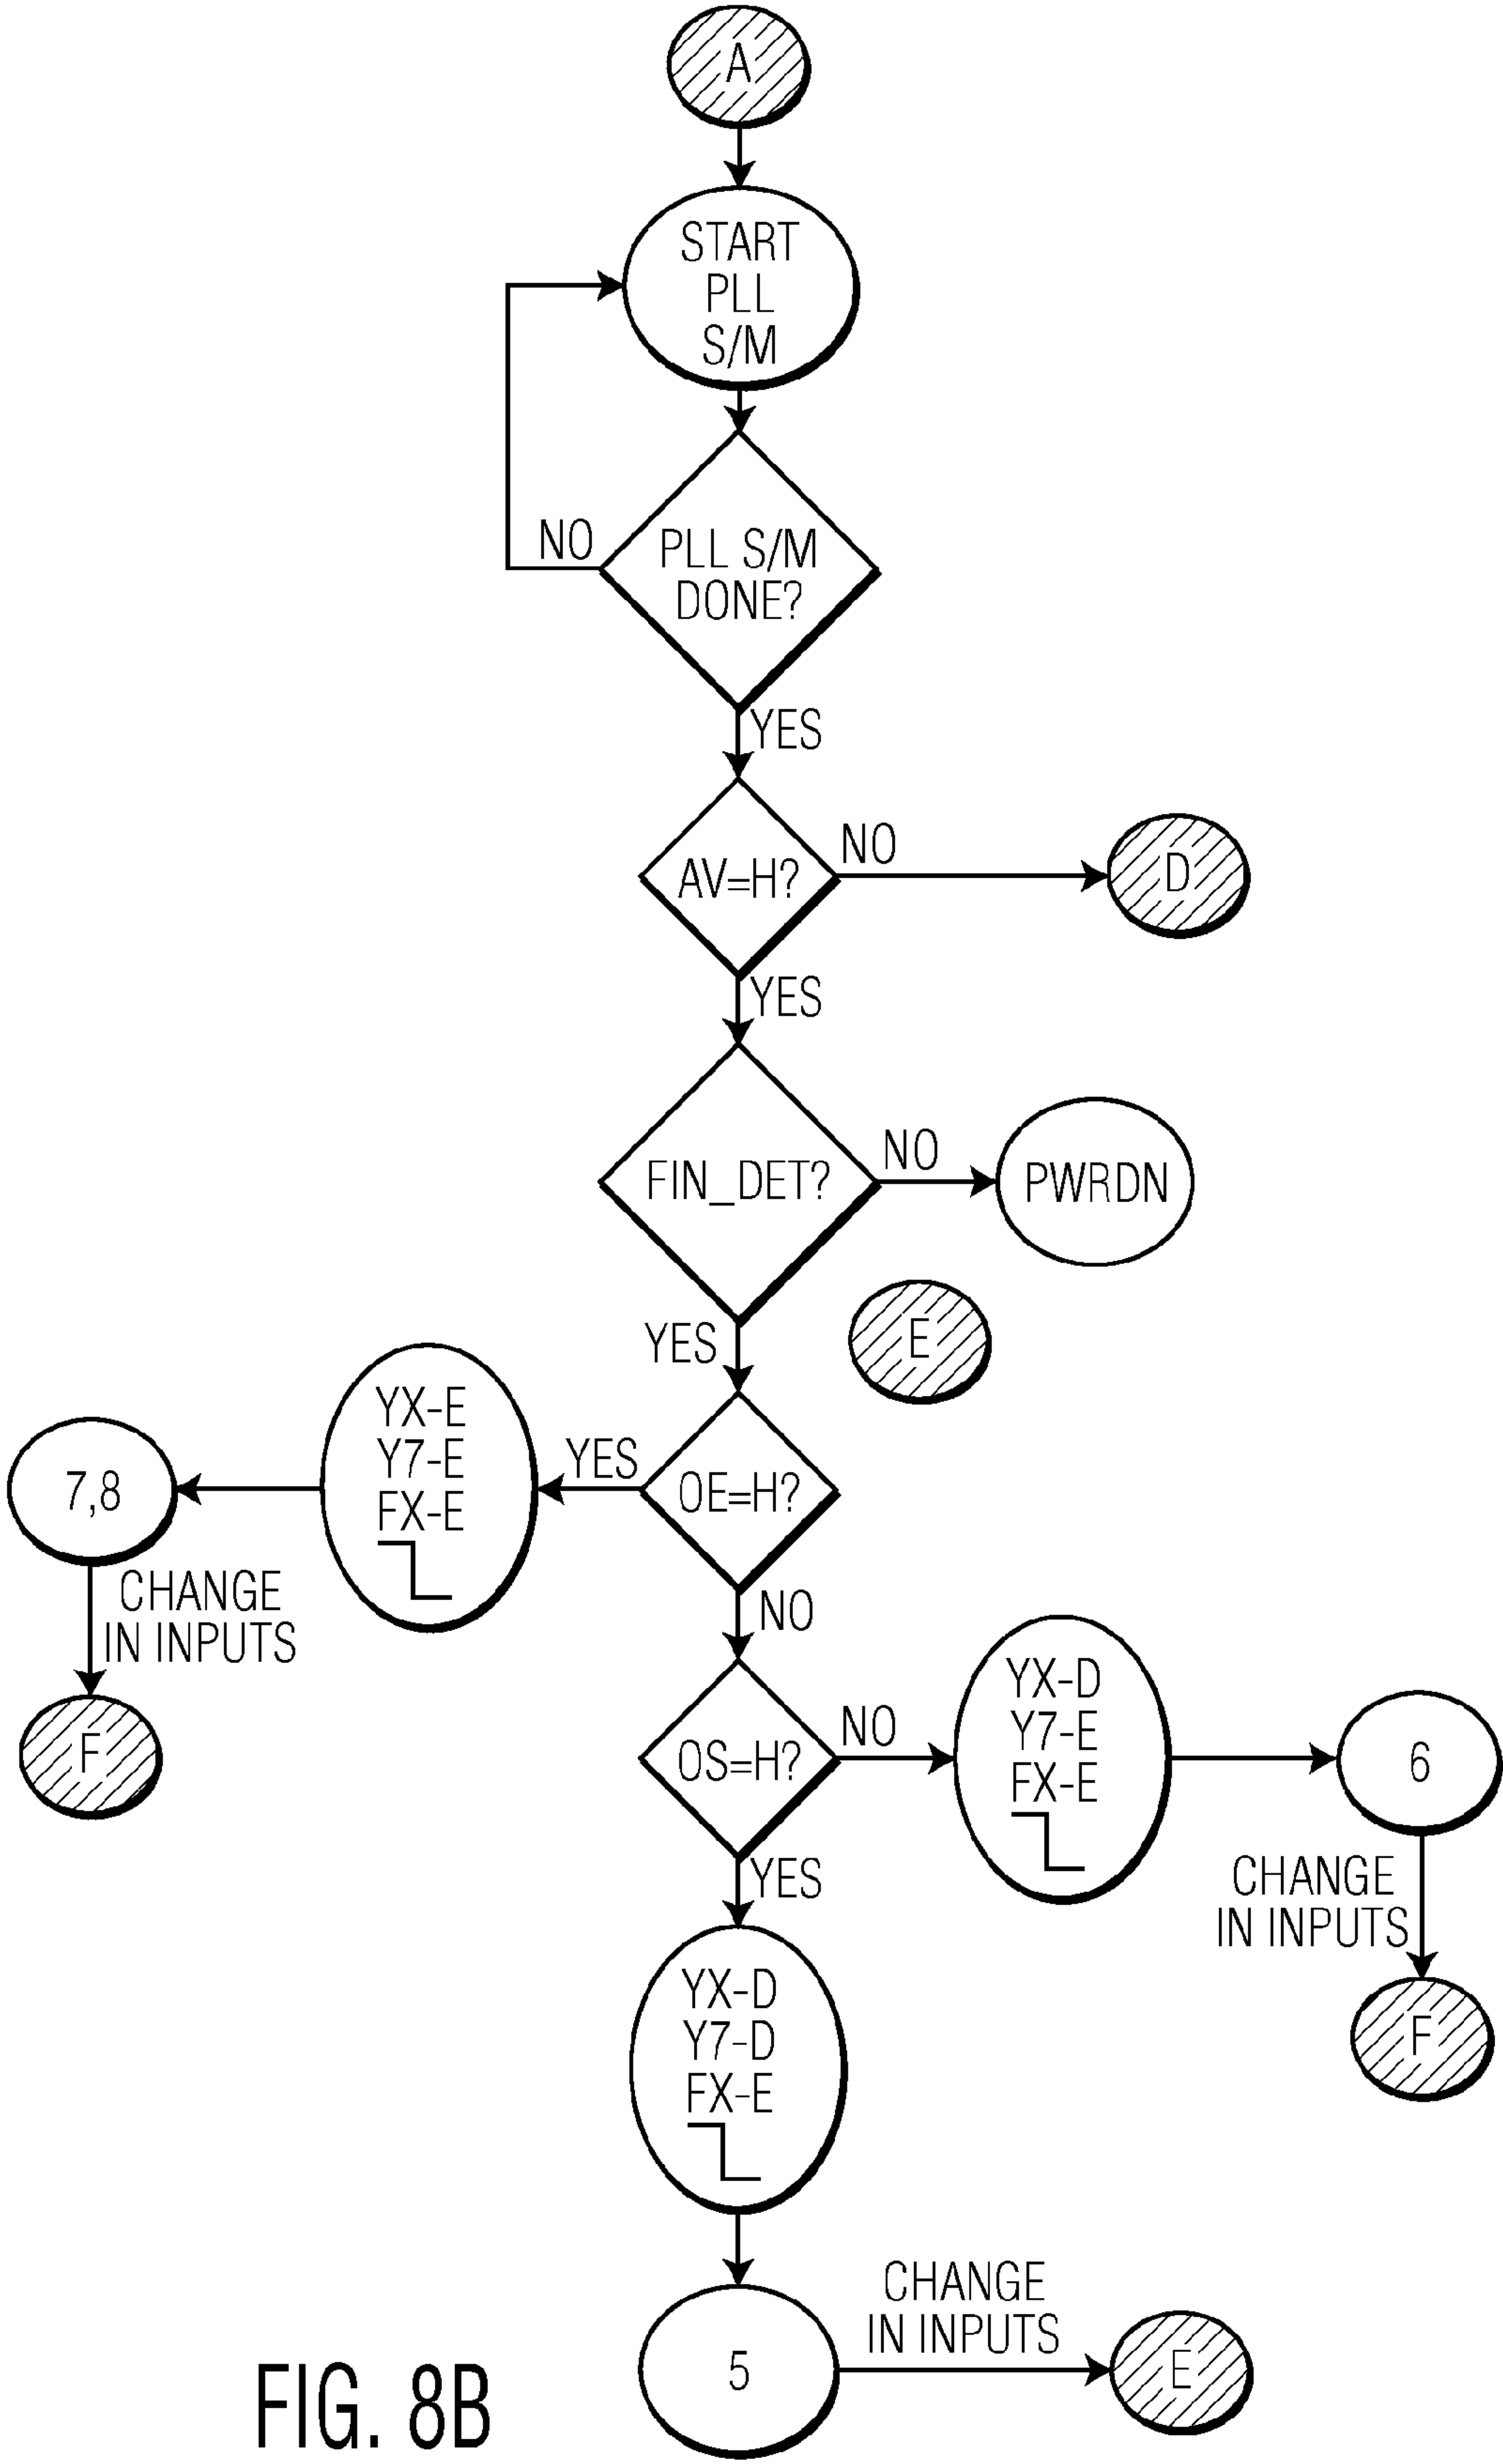 A
START
PLL
S/M
NO
PLL S/M
DONE?
YES
AV=H?
NO
D
YES
FIN_DET?
NO
PWRDN
YES
E
OE=H?
YES
YX-E
Y7-E
FX-E
7,8
CHANGE
IN INPUTS
F
NO
OS=H?
NO
YX-D
Y7-E
FX-E
6
CHANGE
IN INPUTS
F
YES
YX-D
Y7-D
FX-E
5
CHANGE
IN INPUTS
E
FIG. 8B